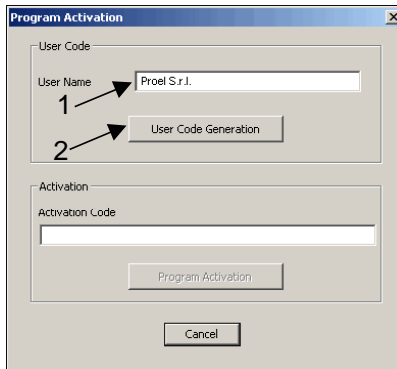 Program Activation
User Code
User Name
Proel S.r.l.
1
User Code Generation
2
Activation
Activation Code
Program Activation
Cancel